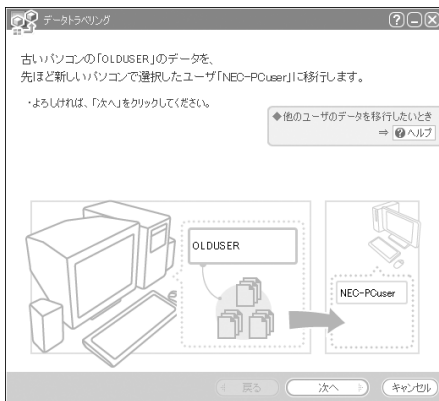 データトラベリング
古いパソコンの「OLDUSER」のデータを、
先ほど新しいパソコンで選択したユーザ「NEC-PCuser」に移行します。
・よろしければ、「次へ」をクリックしてください。
◆他のユーザのデータを移行したいとき
⇒ ?ヘルプ
OLDUSER
NEC-PCuser
戻る 次へ キャンセル